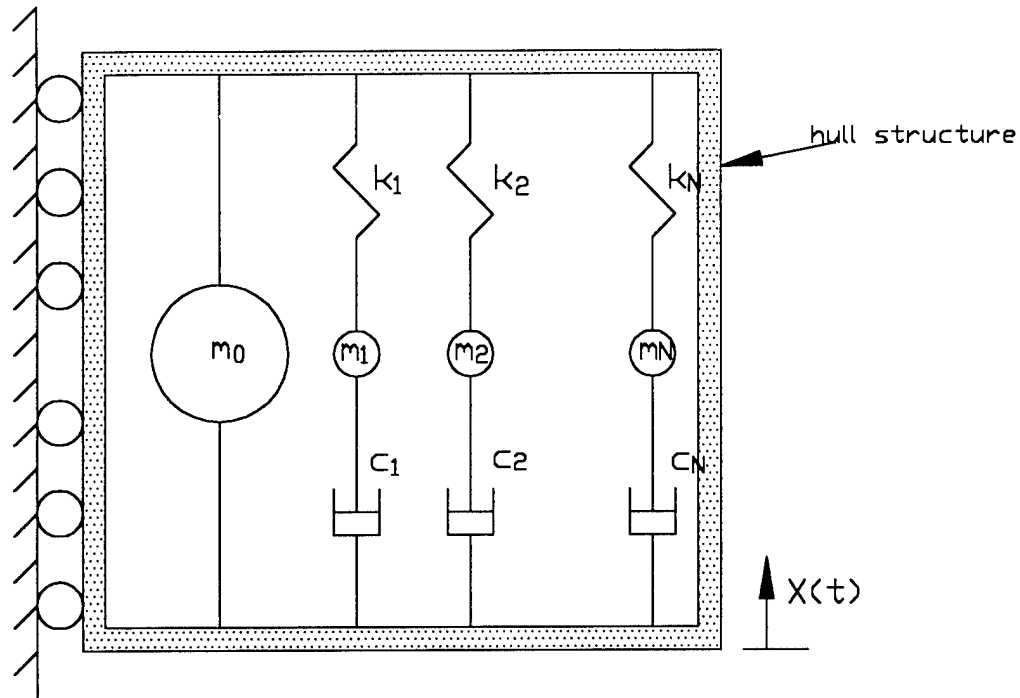 hull structure
k1
k2
kN
m0
m1
m2
mN
C1
C2
CN
X(t)